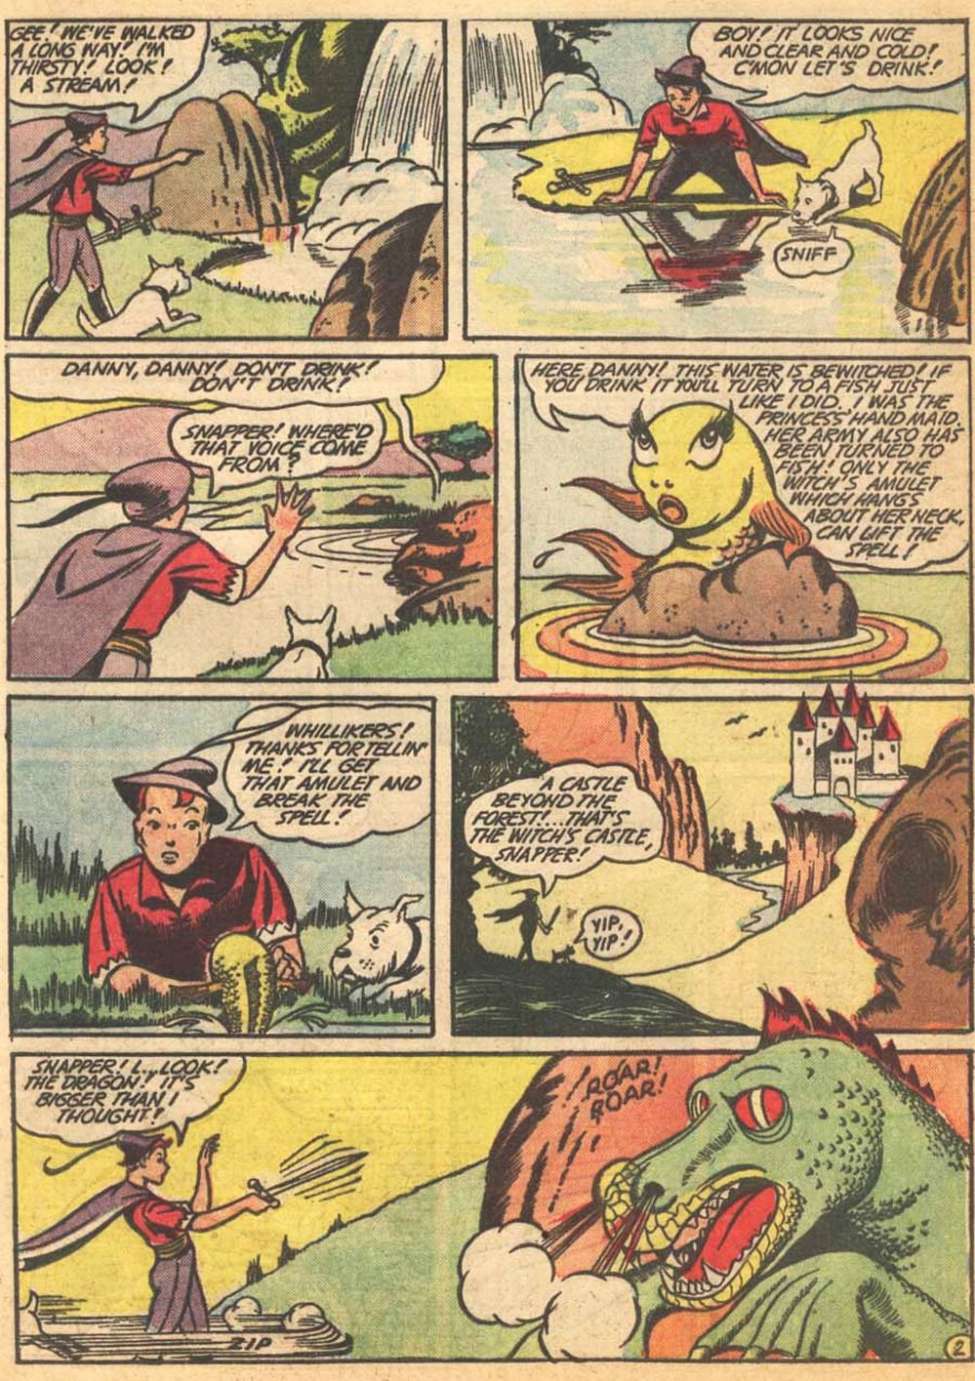 GEE! WE'VE WALKED
A LONG WAY! I'M
THIRSTY! LOOK!
A STREAM!
BOY! IT LOOKS NICE
AND CLEAR AND COLD!
C'MON LET'S DRINK!
SNIFF
DANNY, DANNY! DON'T DRINK!
DON'T DRINK!
SNAPPER! WHERE'D
THAT VOICE COME
FROM?
HERE, DANNY! THIS WATER IS BEWITCHED! IF
YOU DRINK IT YOU'LL TURN TO A FISH JUST
LIKE I DID. I WAS THE
PRINCESS' HAND MAID.
HER ARMY ALSO HAS
BEEN TURNED TO
FISH! ONLY THE
WITCH'S AMULET
WHICH HANGS
ABOUT HER NECK,
CAN LIFT THE
SPELL!
WHILLIKERS!
THANKS FOR TELLIN'
ME! I'LL GET
THAT AMULET AND
BREAK THE
SPELL!
A CASTLE
BEYOND THE
FOREST!...THAT'S
THE WITCH'S CASTLE,
SNAPPER!
YIP,
YIP!
SNAPPER! L...LOOK!
THE DRAGON! IT'S
BIGGER THAN I
THOUGHT!
ROAR!
ROAR!
ZIP
2